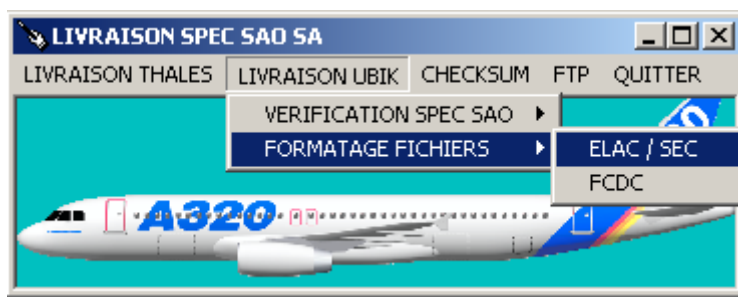 LIVRAISON SPEC SAO SA
LIVRAISON THALES LIVRAISON UBIK CHECKSUM FTP QUITTER
VERIFICATION SPEC SAO
FORMATAGE FICHIERS ELAC / SEC
FCDC
A320